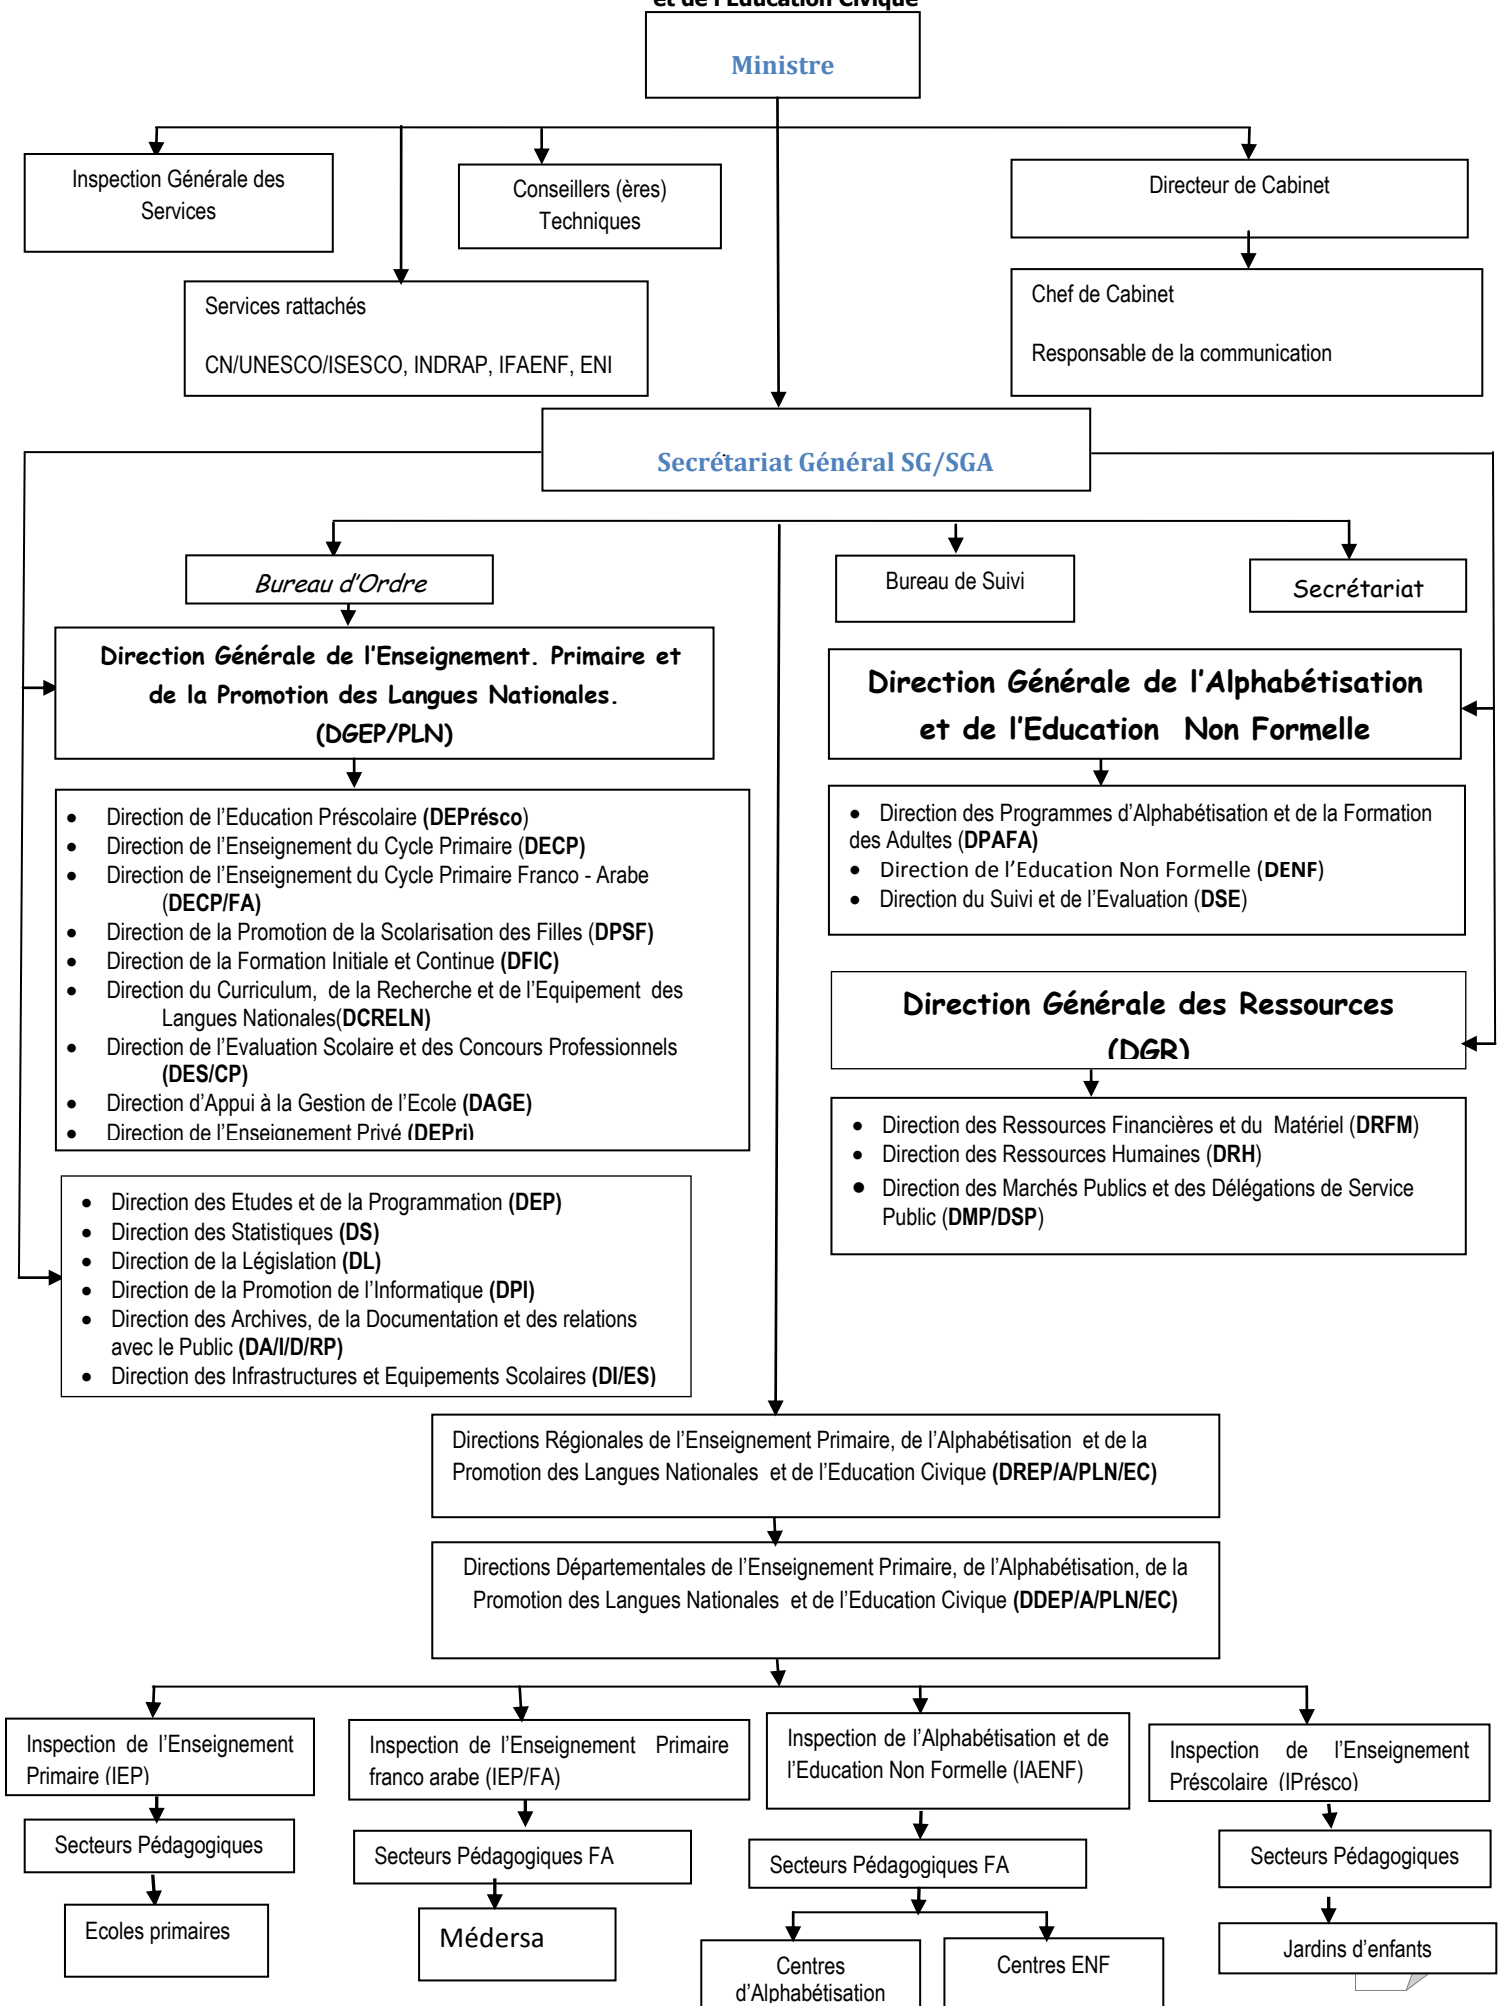 et de l'Education Civique
Ministre
Inspection Générale des
Services
Conseillers (ères)
Techniques
Directeur de Cabinet
Services rattachés
CN/UNESCO/ISESCO, INDRAP, IFAENF, ENI
Chef de Cabinet
Responsable de la communication
Secrétariat Général SG/SGA
Bureau d'Ordre
Bureau de Suivi
Secrétariat
Direction Générale de l'Enseignement. Primaire et
de la Promotion des Langues Nationales.
(DGEP/PLN)
Direction Générale de l'Alphabétisation
et de l'Education Non Formelle
• Direction de l'Education Préscolaire (DEPrésco)
• Direction de l'Enseignement du Cycle Primaire (DECP)
• Direction de l'Enseignement du Cycle Primaire Franco - Arabe
(DECP/FA)
• Direction de la Promotion de la Scolarisation des Filles (DPSF)
• Direction de la Formation Initiale et Continue (DFIC)
• Direction du Curriculum, de la Recherche et de l'Equipement des
Langues Nationales(DCRELN)
• Direction de l'Evaluation Scolaire et des Concours Professionnels
(DES/CP)
• Direction d'Appui à la Gestion de l'Ecole (DAGE)
• Direction de l'Enseignement Privé (DEPri)
• Direction des Programmes d'Alphabétisation et de la Formation
des Adultes (DPAFA)
• Direction de l'Education Non Formelle (DENF)
• Direction du Suivi et de l'Evaluation (DSE)
Direction Générale des Ressources
(DGR)
• Direction des Ressources Financières et du Matériel (DRFM)
• Direction des Ressources Humaines (DRH)
• Direction des Marchés Publics et des Délégations de Service
Public (DMP/DSP)
• Direction des Etudes et de la Programmation (DEP)
• Direction des Statistiques (DS)
• Direction de la Législation (DL)
• Direction de la Promotion de l'Informatique (DPI)
• Direction des Archives, de la Documentation et des relations
avec le Public (DA/I/D/RP)
• Direction des Infrastructures et Equipements Scolaires (DI/ES)
Directions Régionales de l'Enseignement Primaire, de l'Alphabétisation et de la
Promotion des Langues Nationales et de l'Education Civique (DREP/A/PLN/EC)
Directions Départementales de l'Enseignement Primaire, de l'Alphabétisation, de la
Promotion des Langues Nationales et de l'Education Civique (DDEP/A/PLN/EC)
Inspection de l'Enseignement
Primaire (IEP)
Inspection de l'Enseignement Primaire
franco arabe (IEP/FA)
Inspection de l'Alphabétisation et de
l'Education Non Formelle (IAENF)
Inspection de l'Enseignement
Préscolaire (IPrésco)
Secteurs Pédagogiques
Secteurs Pédagogiques FA
Secteurs Pédagogiques FA
Secteurs Pédagogiques
Ecoles primaires
Médersa
Centres
d'Alphabétisation
Centres ENF
Jardins d'enfants